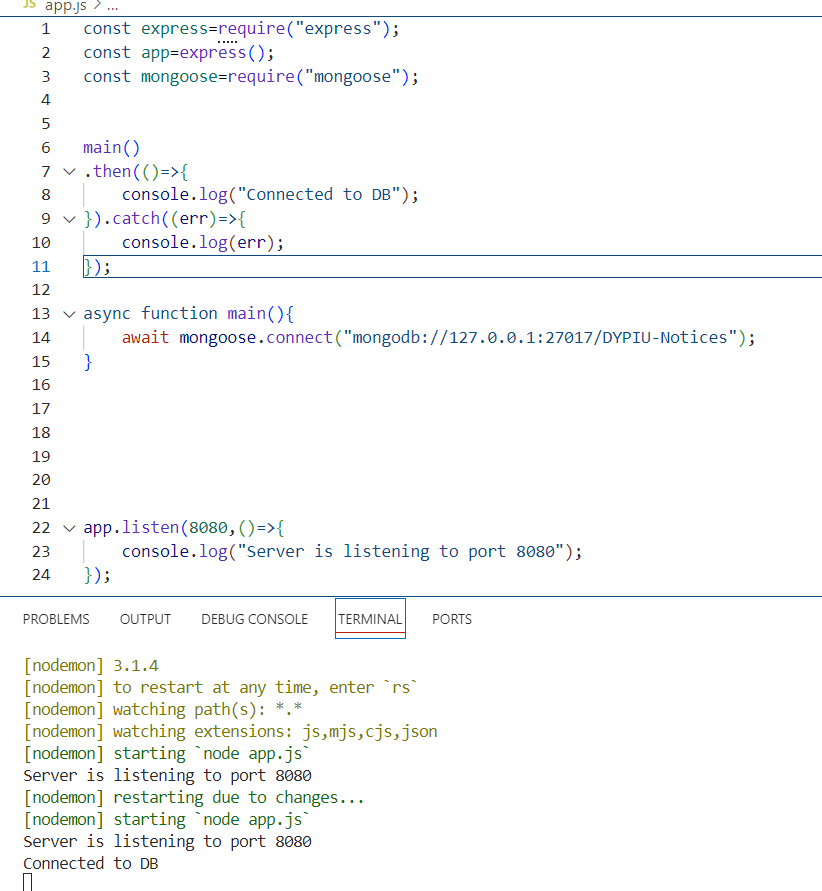 JS app.js > ...
1 const express=require("express");
2 const app=express();
3 const mongoose=require("mongoose");
4
5
6 main()
7 .then(()=>{
8 console.log("Connected to DB");
9 }).catch((err)=>{
10 console.log(err);
11 });
12
13 async function main(){
14 await mongoose.connect("mongodb://127.0.0.1:27017/DYPIU-Notices");
15 }
16
17
18
19
20
21
22 app.listen(8080,()=>{
23 console.log("Server is listening to port 8080");
24 });
PROBLEMS OUTPUT DEBUG CONSOLE TERMINAL PORTS
[nodemon] 3.1.4
[nodemon] to restart at any time, enter `rs`
[nodemon] watching path(s): *.*
[nodemon] watching extensions: js,mjs,cjs,json
[nodemon] starting `node app.js`
Server is listening to port 8080
[nodemon] restarting due to changes...
[nodemon] starting `node app.js`
Server is listening to port 8080
Connected to DB